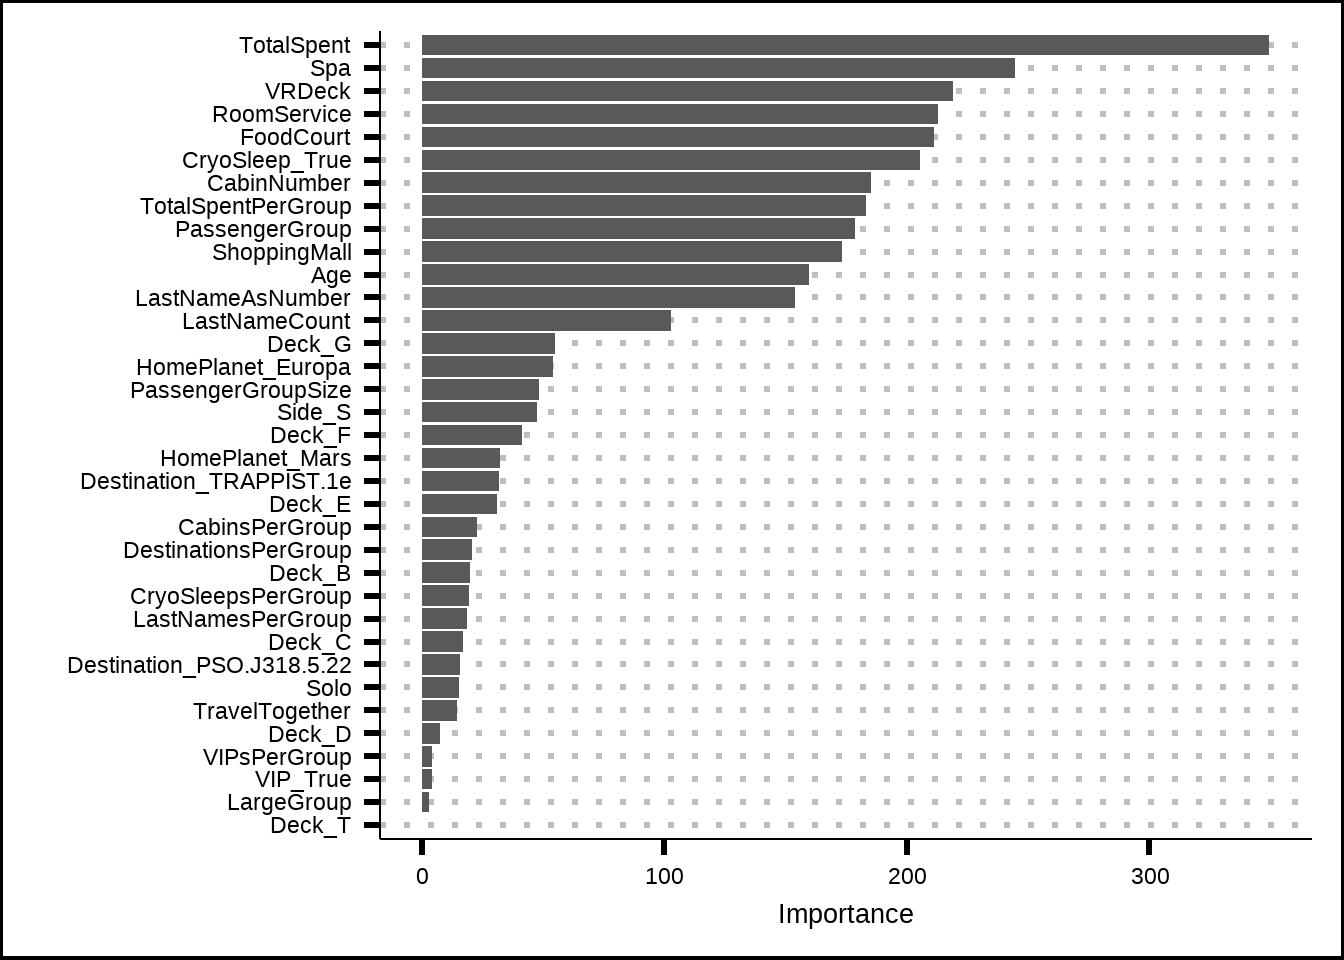 TotalSpent
Spa
VRDeck
RoomService
FoodCourt
CryoSleep_True
CabinNumber
TotalSpentPerGroup
PassengerGroup
ShoppingMall
Age
LastNameAsNumber
LastNameCount
Deck_G
HomePlanet_Europa
PassengerGroupSize
Side_S
Deck_F
HomePlanet_Mars
Destination_TRAPPIST.1e
Deck_E
CabinsPerGroup
DestinationsPerGroup
Deck_B
CryoSleepsPerGroup
LastNamesPerGroup
Deck_C
Destination_PSO.J318.5.22
Solo
TravelTogether
Deck_D
VIPsPerGroup
VIP_True
LargeGroup
Deck_T
0 100 200 300
Importance